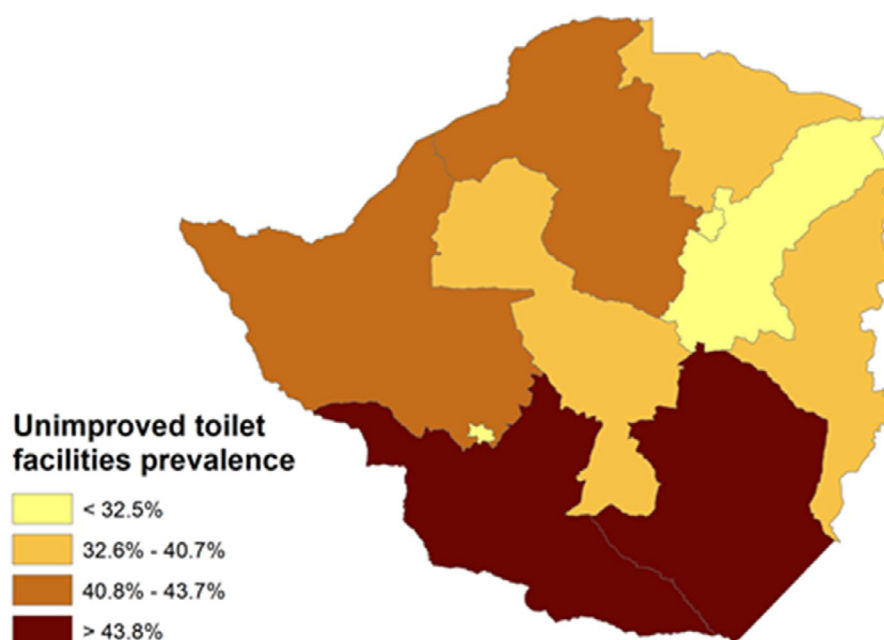 Unimproved toilet
facilities prevalence
< 32.5%
32.6% - 40.7%
40.8% - 43.7%
> 43.8%